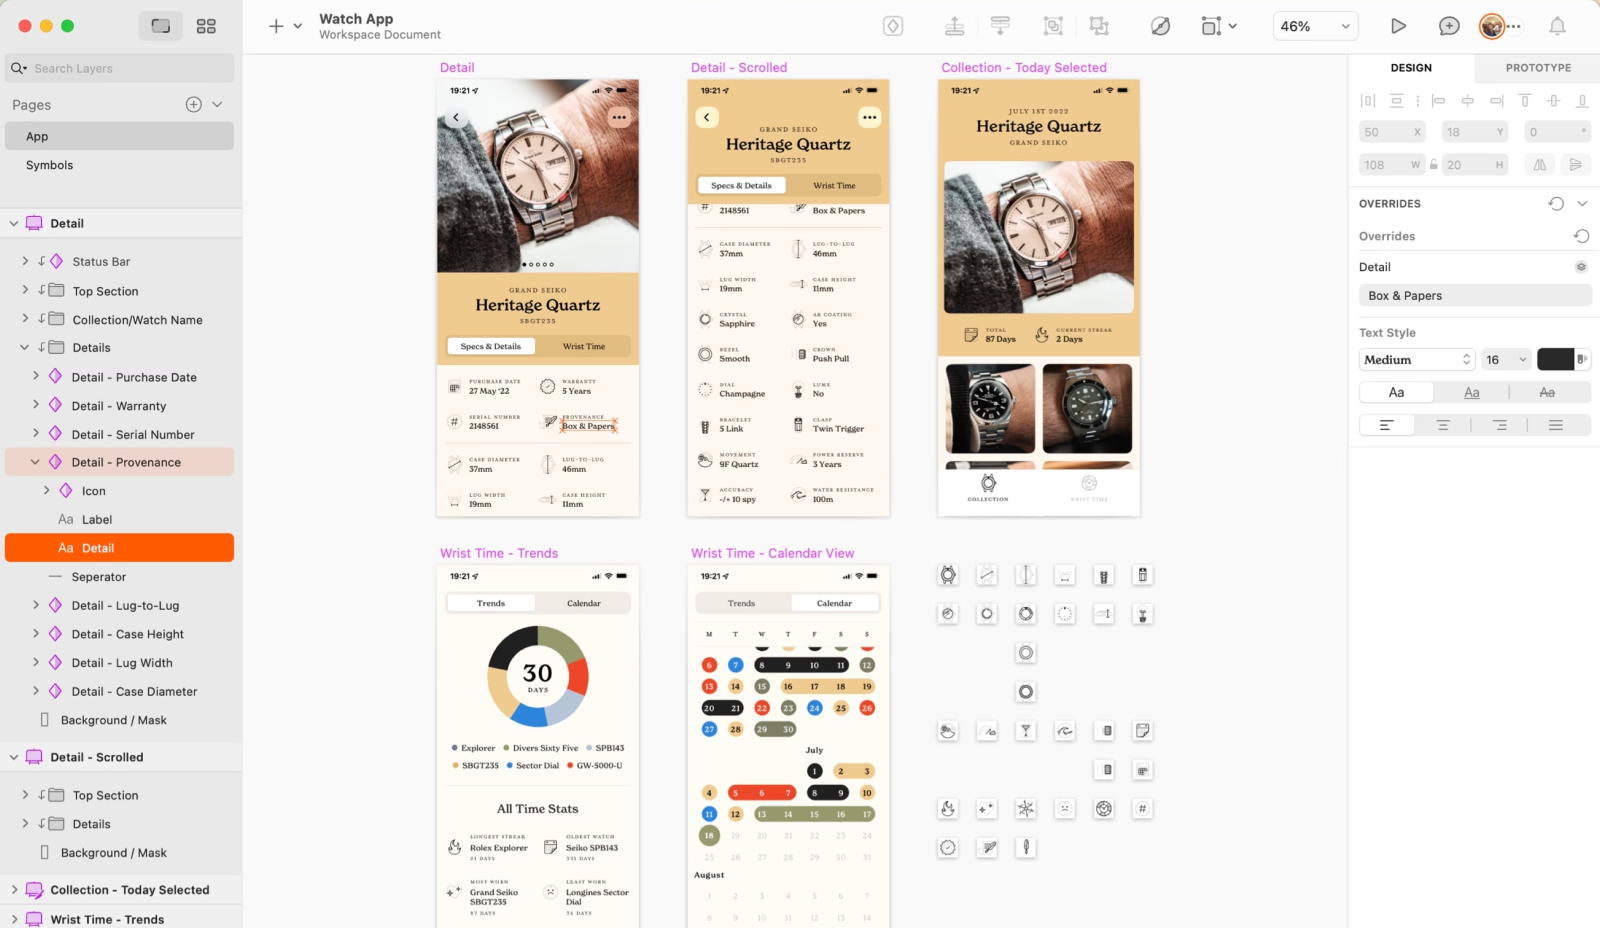 Watch App
Workspace Document
46%
Search Layers
Pages
App
Symbols
Detail
Status Bar
Top Section
Collection/Watch Name
Details
Detail - Purchase Date
Detail - Warranty
Detail - Serial Number
Detail - Provenance
Icon
Aa Label
Aa Detail
Seperator
Detail - Lug-to-Lug
Detail - Case Height
Detail - Lug Width
Detail - Case Diameter
Background / Mask
Detail - Scrolled
Top Section
Details
Background / Mask
Collection - Today Selected
Wrist Time - Trends
Detail
19:21
GRAND SEIKO
Heritage Quartz
SBGT235
Specs & Details Wrist Time
PURCHASE DATE WARRANTY
27 May '22 5 Years
SERIAL NUMBER PROVENANCE
2148561 Box & Papers
CASE DIAMETER LUG-TO-LUG
37mm 46mm
LUG WIDTH CASE HEIGHT
19mm 11mm
Detail - Scrolled
19:21
GRAND SEIKO
Heritage Quartz
SBGT235
Specs & Details Wrist Time
2148561 Box & Papers
CASE DIAMETER LUG-TO-LUG
37mm 46mm
LUG WIDTH CASE HEIGHT
19mm 11mm
CRYSTAL AR COATING
Sapphire Yes
BEZEL CROWN
Smooth Push Pull
DIAL LUME
Champagne No
BRACELET CLASP
5 Link Twin Trigger
MOVEMENT POWER RESERVE
9F Quartz 3 Years
ACCURACY WATER RESISTANCE
-/+ 10 spy 100m
Collection - Today Selected
19:21
JULY 1ST 2022
Heritage Quartz
GRAND SEIKO
TOTAL CURRENT STREAK
87 Days 2 Days
COLLECTION WRIST TIME
Wrist Time - Trends
19:21
Trends Calendar
30
DAYS
Explorer Divers Sixty Five SPB143
SBGT235 Sector Dial GW-5000-U
All Time Stats
LONGEST STREAK OLDEST WATCH
Rolex Explorer Seiko SPB143
21 DAYS 331 DAYS
MOST WORN LEAST WORN
Grand Seiko Longines Sector
SBGT235 Dial
87 DAYS 34 DAYS
Wrist Time - Calendar View
19:21
Trends Calendar
M T W T F S S
6 7 8 9 10 11 12
13 14 15 16 17 18 19
20 21 22 23 24 25 26
27 28 29 30
July
1 2 3
4 5 6 7 8 9 10
11 12 13 14 15 16 17
18 19 20 21 22 23 24
25 26 27 28 29 30 31
August
1 2 3 4 5 6 7
8 9 10 11 12 13 14
DESIGN PROTOTYPE
50 X 18 Y 0 °
108 W 20 H
OVERRIDES
Overrides
Detail
Box & Papers
Text Style
Medium 16
Aa Aa Aa